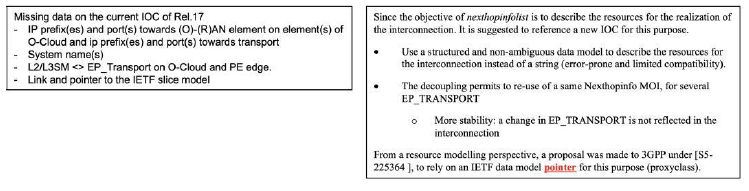 Missing data on the current IOC of Rel.17
- IP prefix(es) and port(s) towards (O)-(R)AN element on element(s) of
O-Cloud and ip prefix(es) and port(s) towards transport
- System name(s)
- L2/L3SM <> EP_Transport on O-Cloud and PE edge.
- Link and pointer to the IETF slice model
Since the objective of nexthopinfolist is to describe the resources for the realization of
the interconnection. It is suggested to reference a new IOC for this purpose.
• Use a structured and non-ambiguous data model to describe the resources for
the interconnection instead of a string (error-prone and limited compatibility).
• The decoupling permits to re-use of a same Nexthopinfo MOI, for several
EP_TRANSPORT
o More stability: a change in EP_TRANSPORT is not reflected in the
interconnection
From a resource modelling perspective, a proposal was made to 3GPP under [S5-
225364 ], to rely on an IETF data model pointer for this purpose (proxyclass).